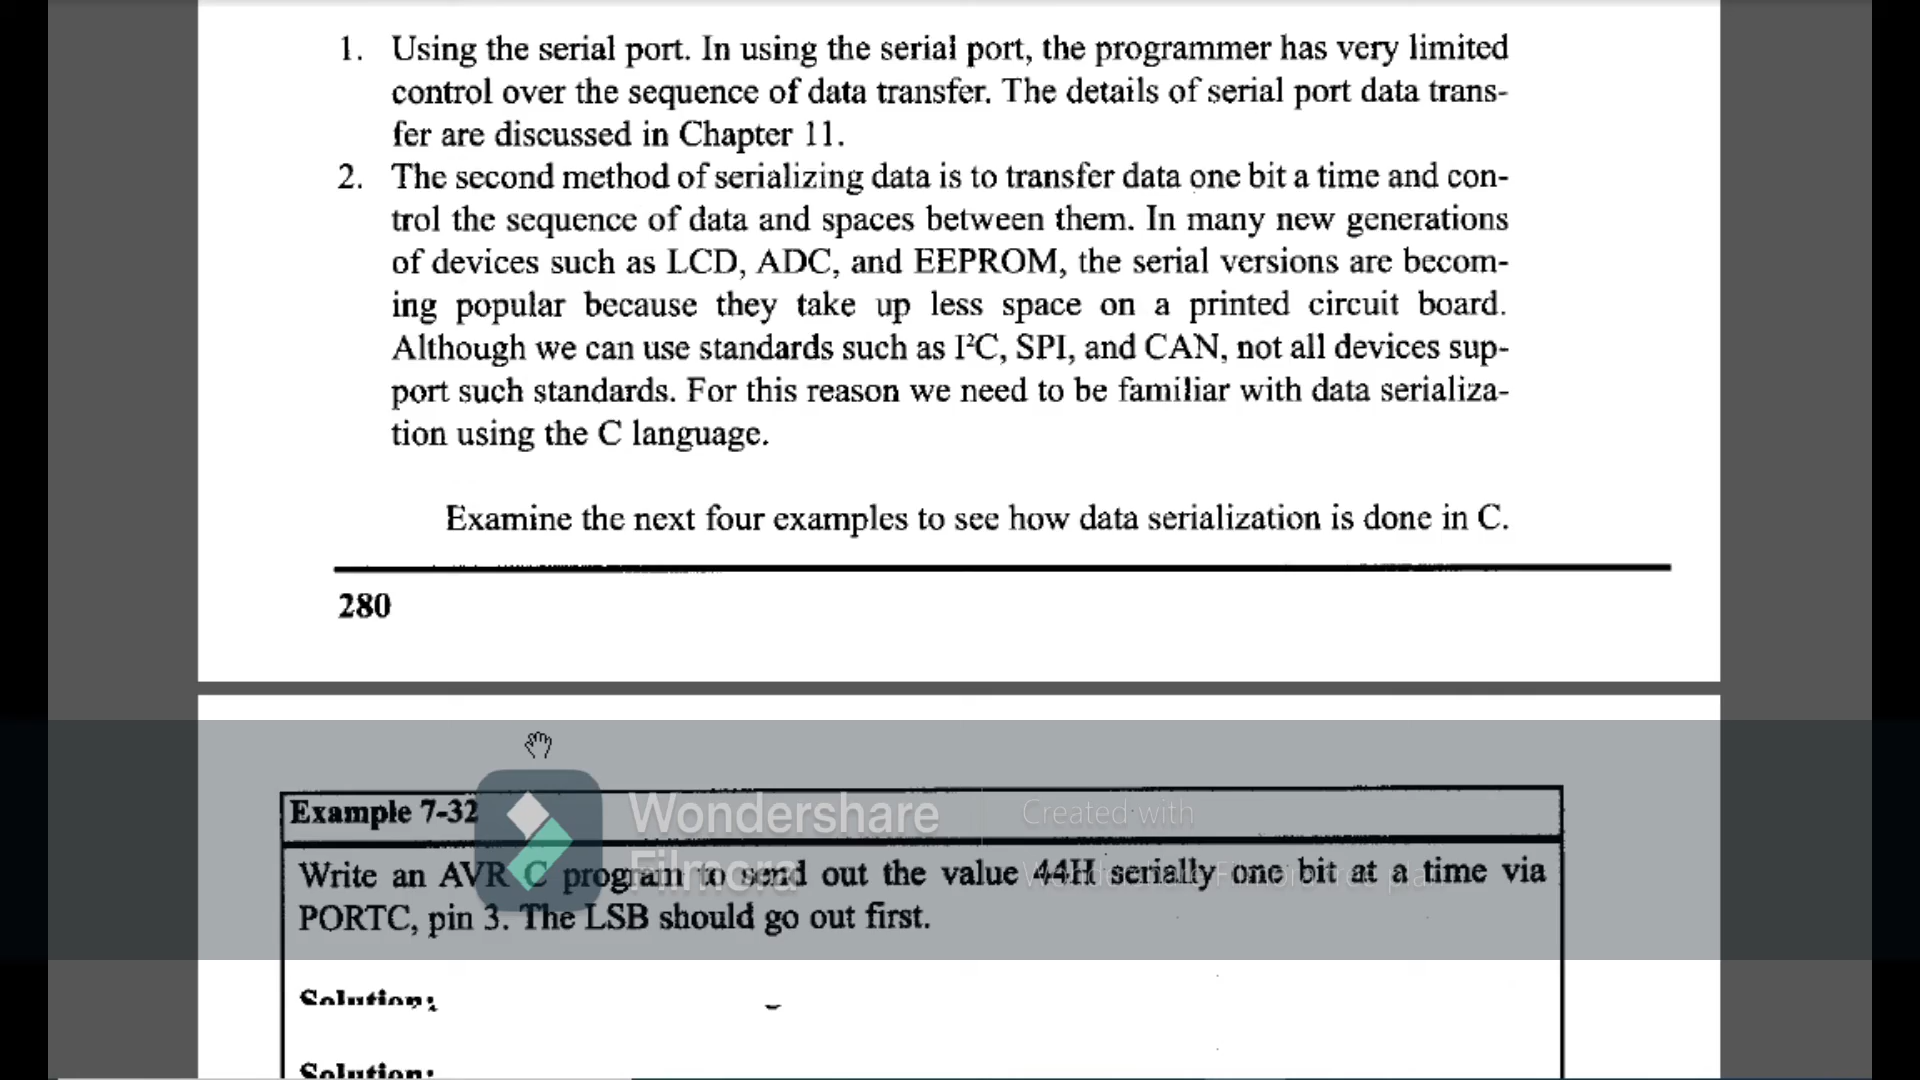 1. Using the serial port. In using the serial port, the programmer has very limited
control over the sequence of data transfer. The details of serial port data trans-
fer are discussed in Chapter 11.
2. The second method of serializing data is to transfer data one bit a time and con-
trol the sequence of data and spaces between them. In many new generations
of devices such as LCD, ADC, and EEPROM, the serial versions are becom-
ing popular because they take up less space on a printed circuit board.
Although we can use standards such as I²C, SPI, and CAN, not all devices sup-
port such standards. For this reason we need to be familiar with data serializa-
tion using the C language.
Examine the next four examples to see how data serialization is done in C.
280
Example 7-32
Wondershare
Filmora
Created with
Write an AVR C program to send out the value 44H serially one bit at a time via
PORTC, pin 3. The LSB should go out first.
Solution:
Solution: